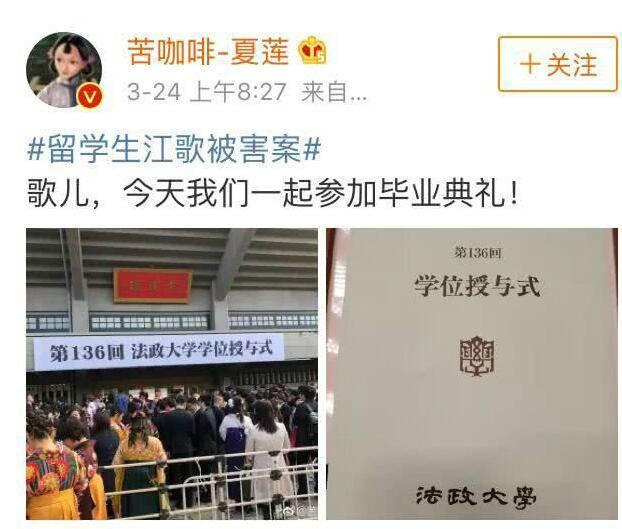 苦咖啡-夏莲
+关注
3-24 上午8:27 来自...
#留学生江歌被害案#
歌儿，今天我们一起参加毕业典礼！
第136回 法政大学学位授与式
第136回
学位授与式
法政大學